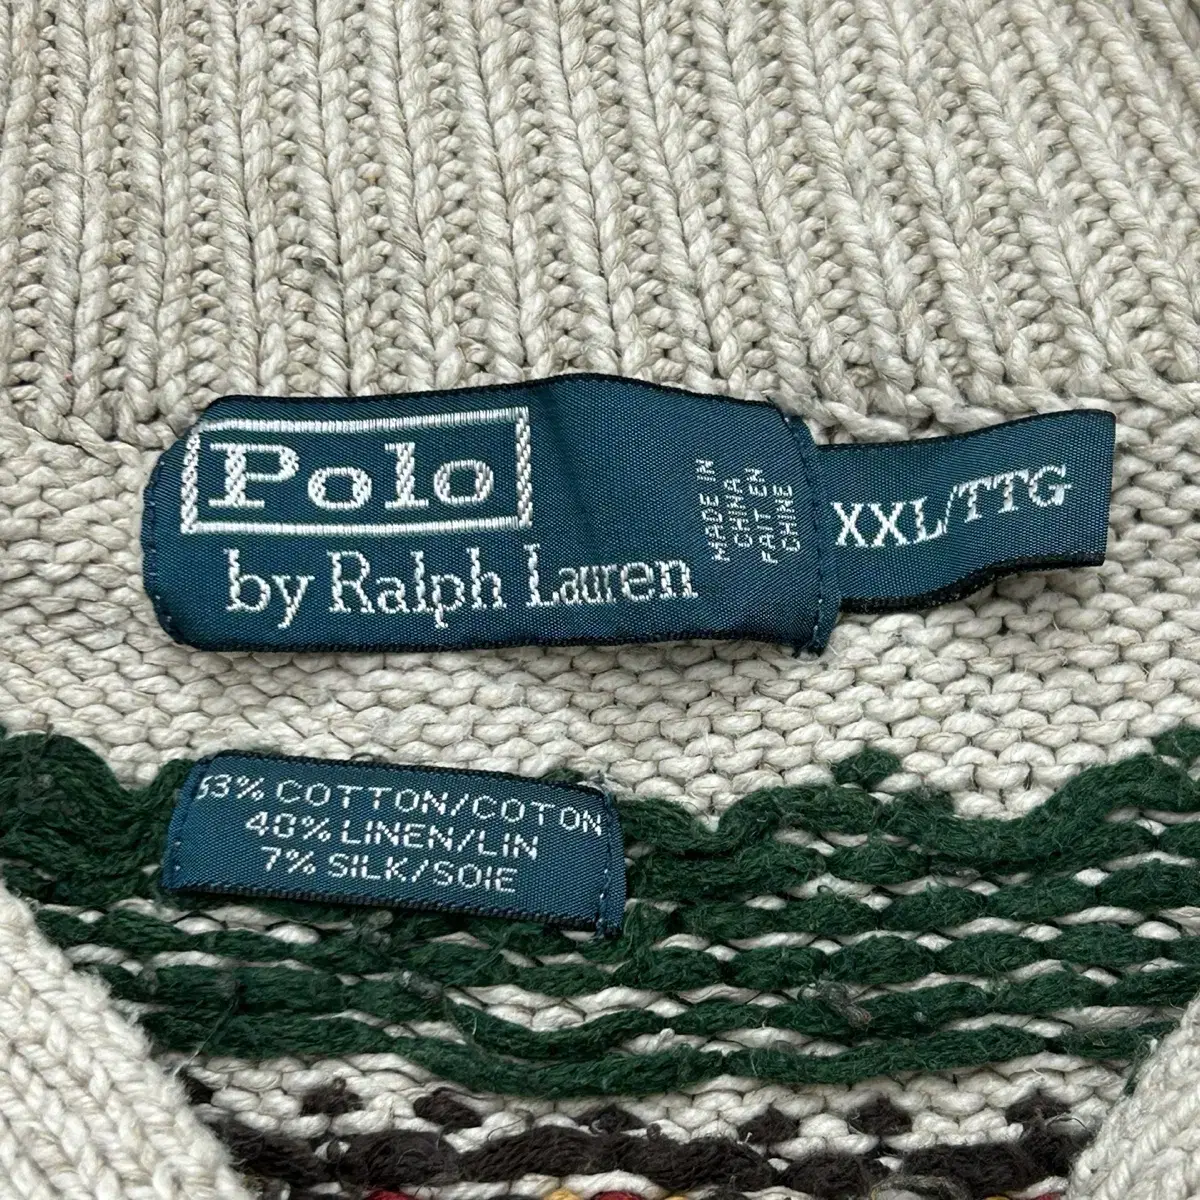 Polo
by Ralph Lauren
MADE IN
CHINA
FAIT EN
CHINE
XXL/TTG
53% COTTON/COTON
40% LINEN/LIN
7% SILK/SOIE